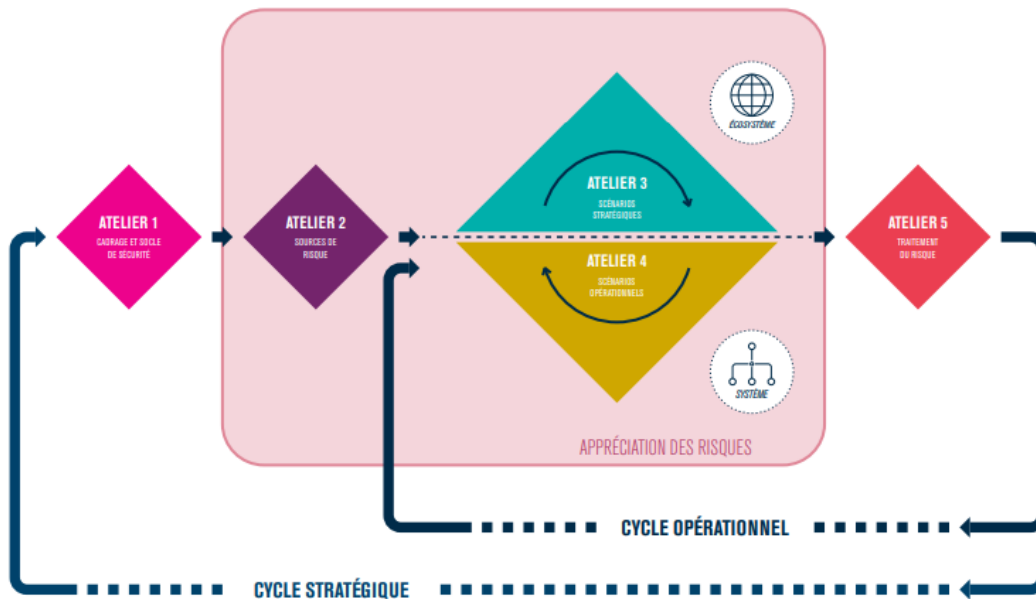 ÉCOSYSTÈME
ATELIER 1
CADRAGE ET SOCLE
DE SÉCURITÉ
ATELIER 2
SOURCES DE
RISQUE
ATELIER 3
SCÉNARIOS
STRATÉGIQUES
ATELIER 4
SCÉNARIOS
OPÉRATIONNELS
ATELIER 5
TRAITEMENT
DU RISQUE
SYSTÈME
APPRÉCIATION DES RISQUES
CYCLE OPÉRATIONNEL
CYCLE STRATÉGIQUE